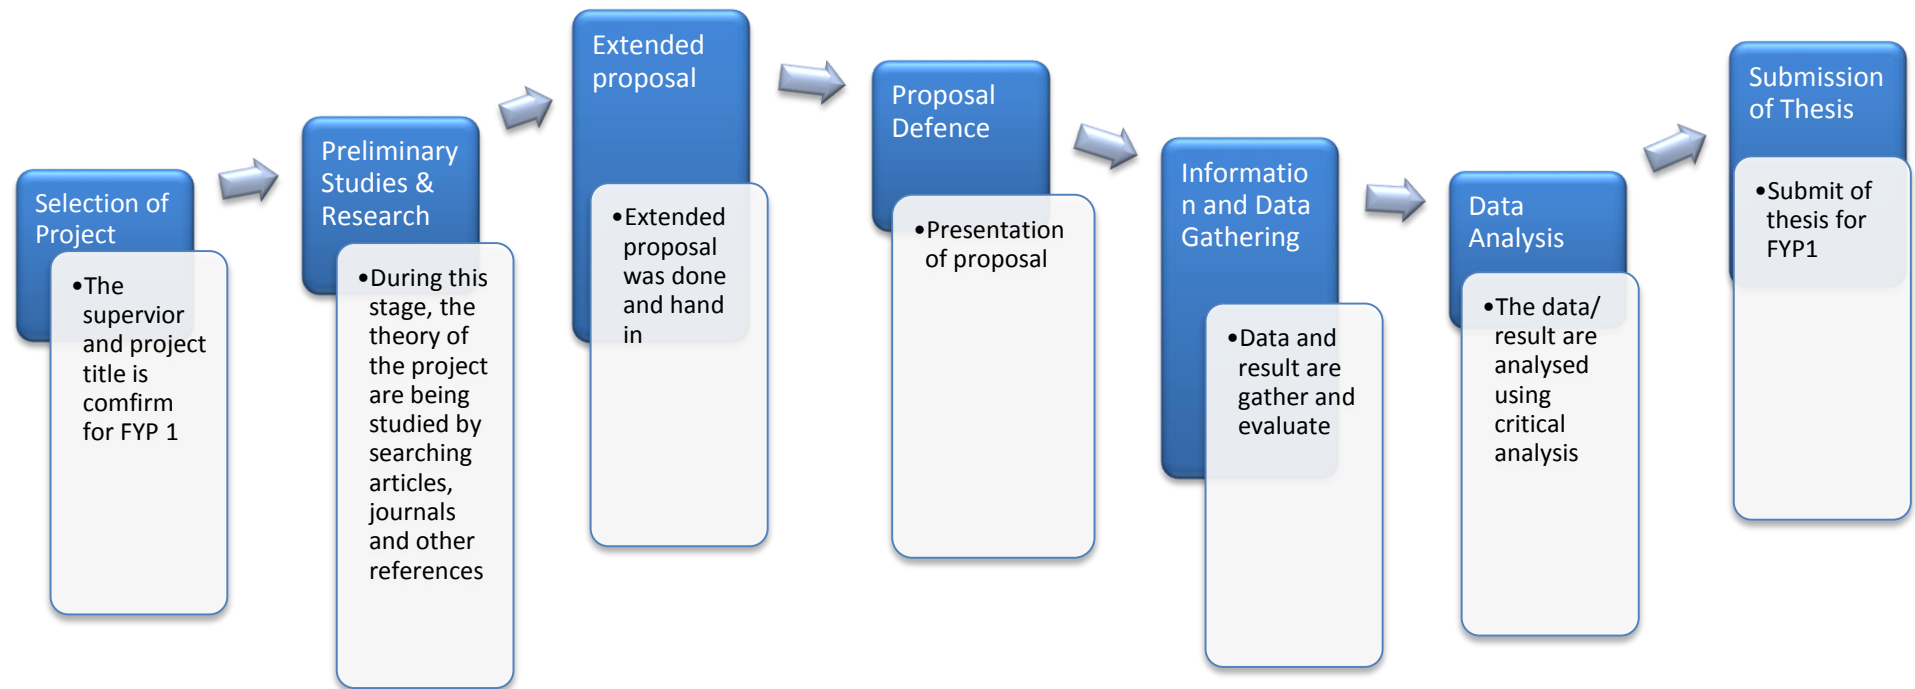 Selection of
Project
•The
supervior
and project
title is
comfirm
for FYP 1
Preliminary
Studies &
Research
•During this
stage, the
theory of
the project
are being
studied by
searching
articles,
journals
and other
references
Extended
proposal
•Extended
proposal
was done
and hand
in
Proposal
Defence
•Presentation
of proposal
Informatio
n and Data
Gathering
•Data and
result are
gather and
evaluate
Data
Analysis
•The data/
result are
analysed
using
critical
analysis
Submission
of Thesis
•Submit of
thesis for
FYP1